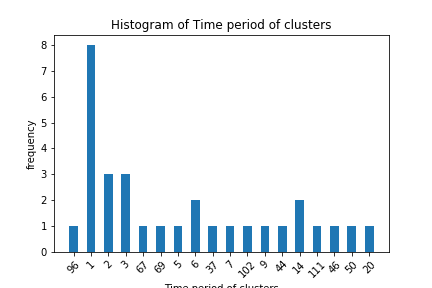 Histogram of Time period of clusters
8
7
6
5
4
3
2
1
0
frequency
96 1 2 3 67 69 5 6 37 7 102 9 44 14 111 46 50 20
Time period of clusters